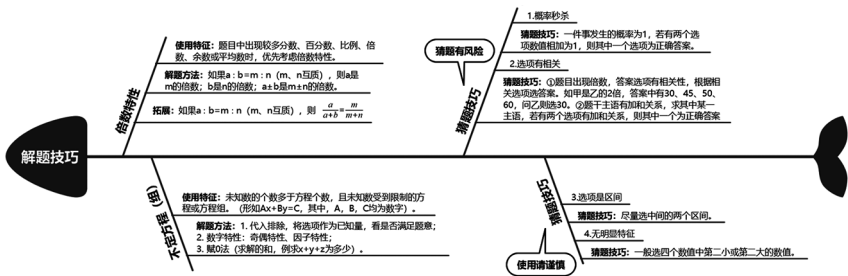 解题技巧
倍数特性
使用特征：题目中出现较多分数、百分数、比例、倍
数、余数或平均数时，优先考虑倍数特性。
解题方法：如果a : b=m : n（m、n互质），则a是
m的倍数；b是n的倍数；a±b是m±n的倍数。
拓展：如果a : b=m : n（m、n互质），则 a/(a+b)=m/(m+n)
猜题技巧
猜题有风险
1.概率秒杀
猜题技巧：一件事发生的概率为1，若有两个选
项数值相加为1，则其中一个选项为正确答案。
2.选项有相关
猜题技巧：①题目出现倍数，答案选项有相关性，根据相
关选项选答案。如甲是乙的2倍，答案中有30、45、50、
60，问乙则选30。②题干主语有加和关系，求其中某一
主语，若有两个选项有加和关系，则其中一个为正确答案
不定方程（组）
使用特征：未知数的个数多于方程个数，且未知数受到限制的方
程或方程组。（形如Ax+By=C，其中，A，B，C均为数字）。
解题方法：1. 代入排除，将选项作为已知量，看是否满足题意；
2. 数字特性：奇偶特性、因子特性；
3. 赋0法（求解的和，例求x+y+z为多少）。
猜题技巧
使用请谨慎
3.选项是区间
猜题技巧：尽量选中间的两个区间。
4.无明显特征
猜题技巧：一般选四个数值中第二小或第二大的数值。